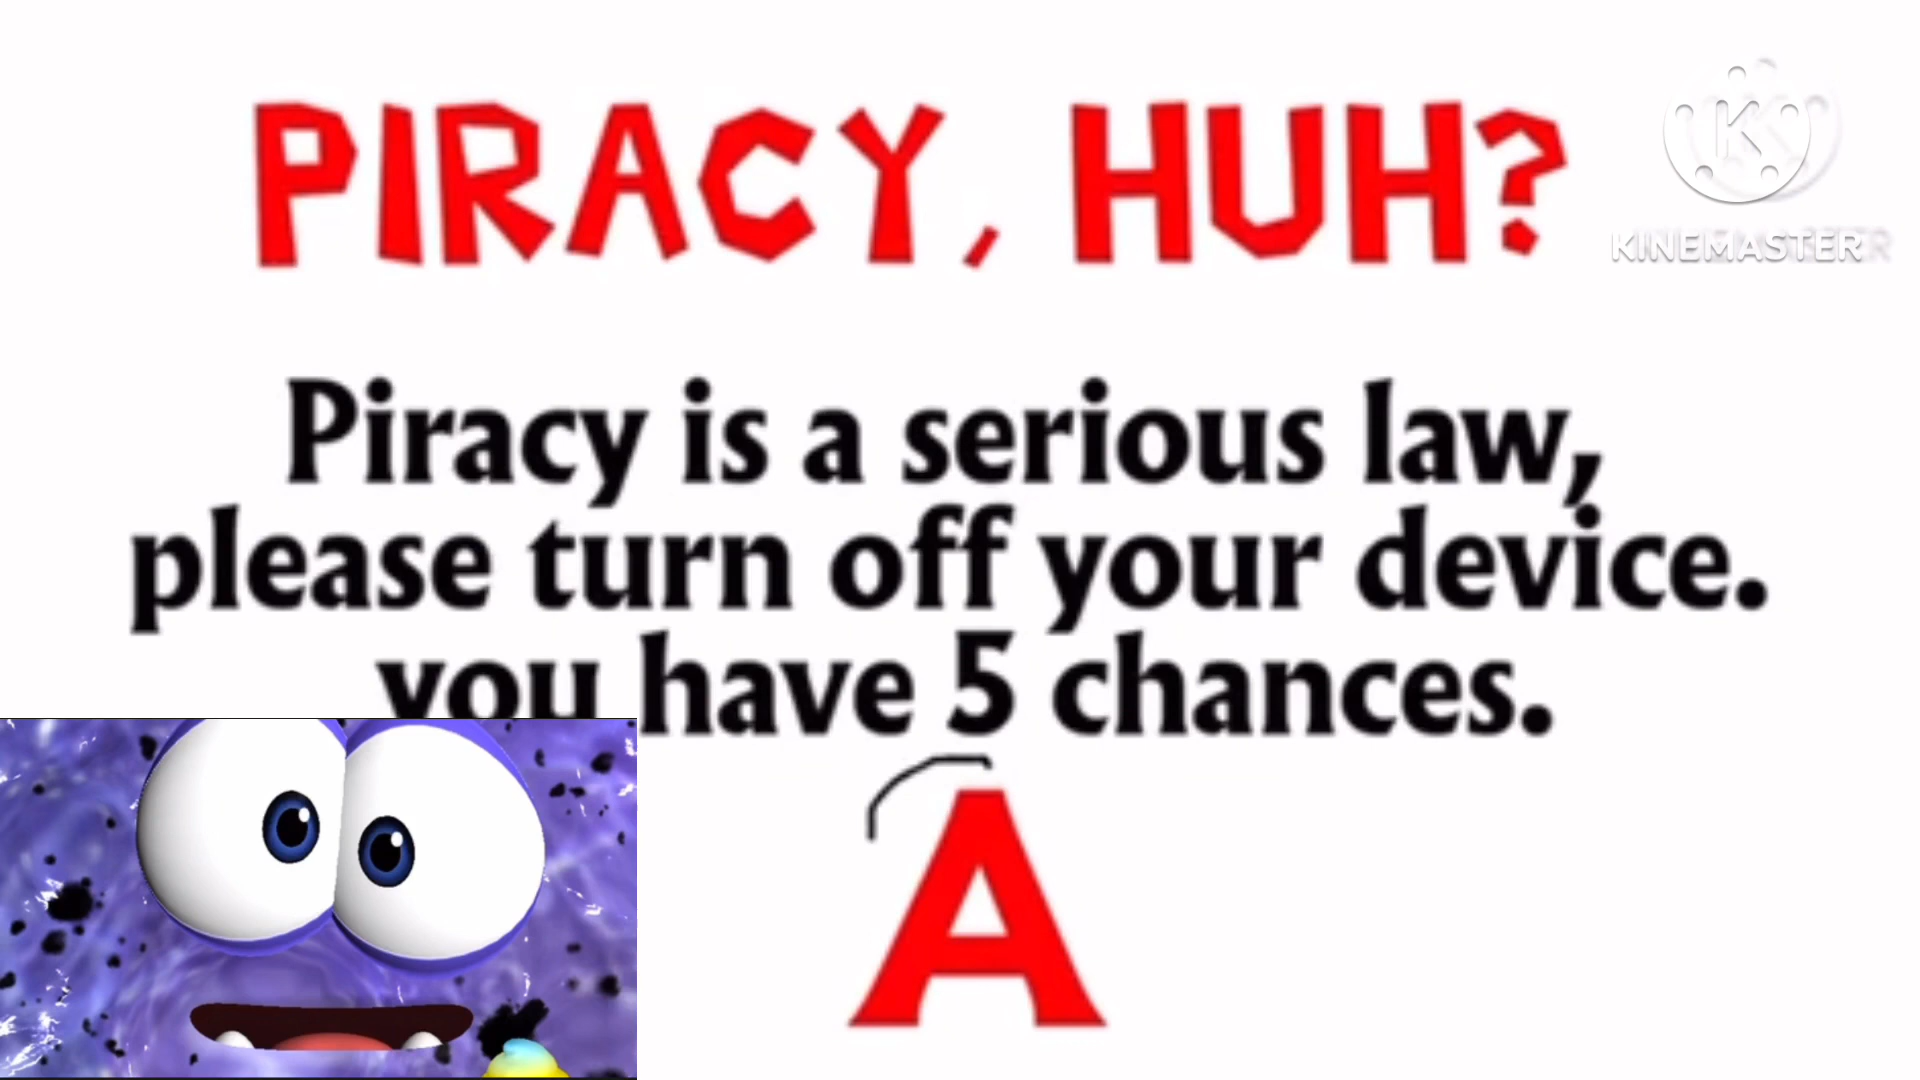 PIRACY, HUH?
K
KINEMASTER
Piracy is a serious law,
please turn off your device.
you have 5 chances.
A